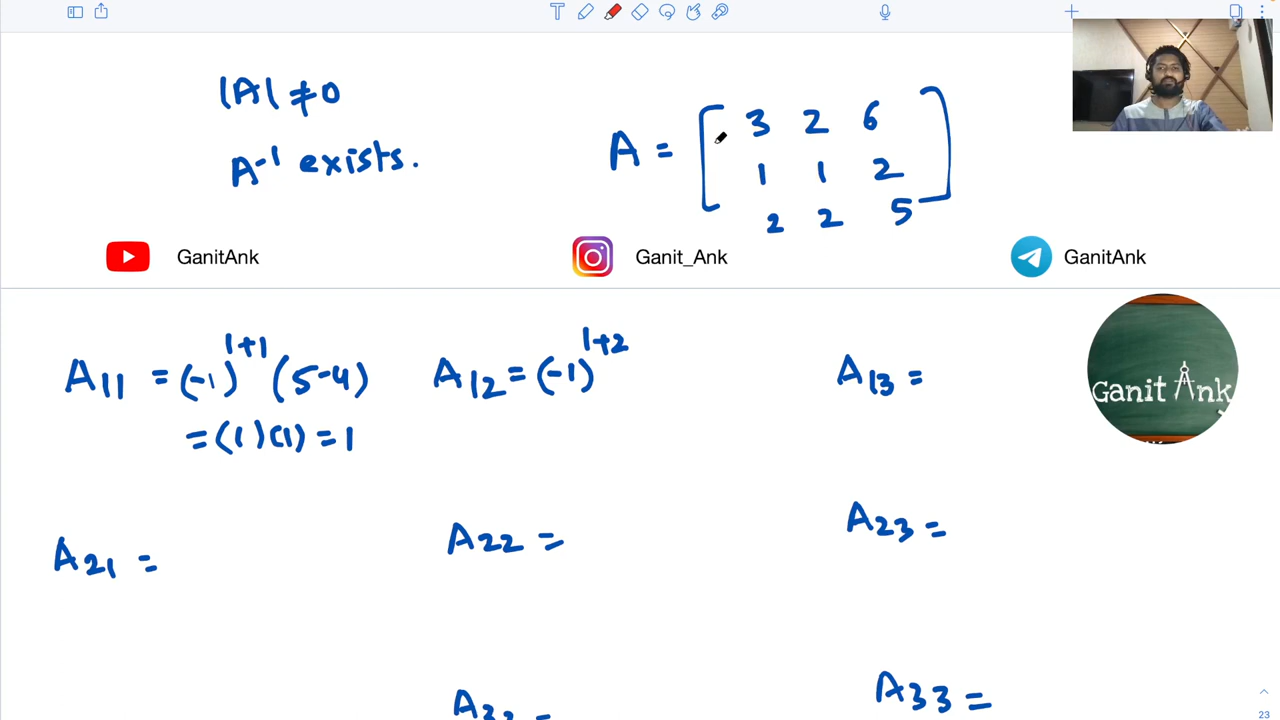 |A| ≠ 0
A⁻¹ exists.
A = [ 3 2 6
1 1 2
2 2 5 ]
GanitAnk
Ganit_Ank
GanitAnk
A₁₁ = (-1)¹⁺¹ (5-4)
= (1)(1) = 1
A₁₂ = (-1)¹⁺²
A₁₃ =
Ganit Ank
A₂₁ =
A₂₂ =
A₂₃ =
A₃₃ =
23